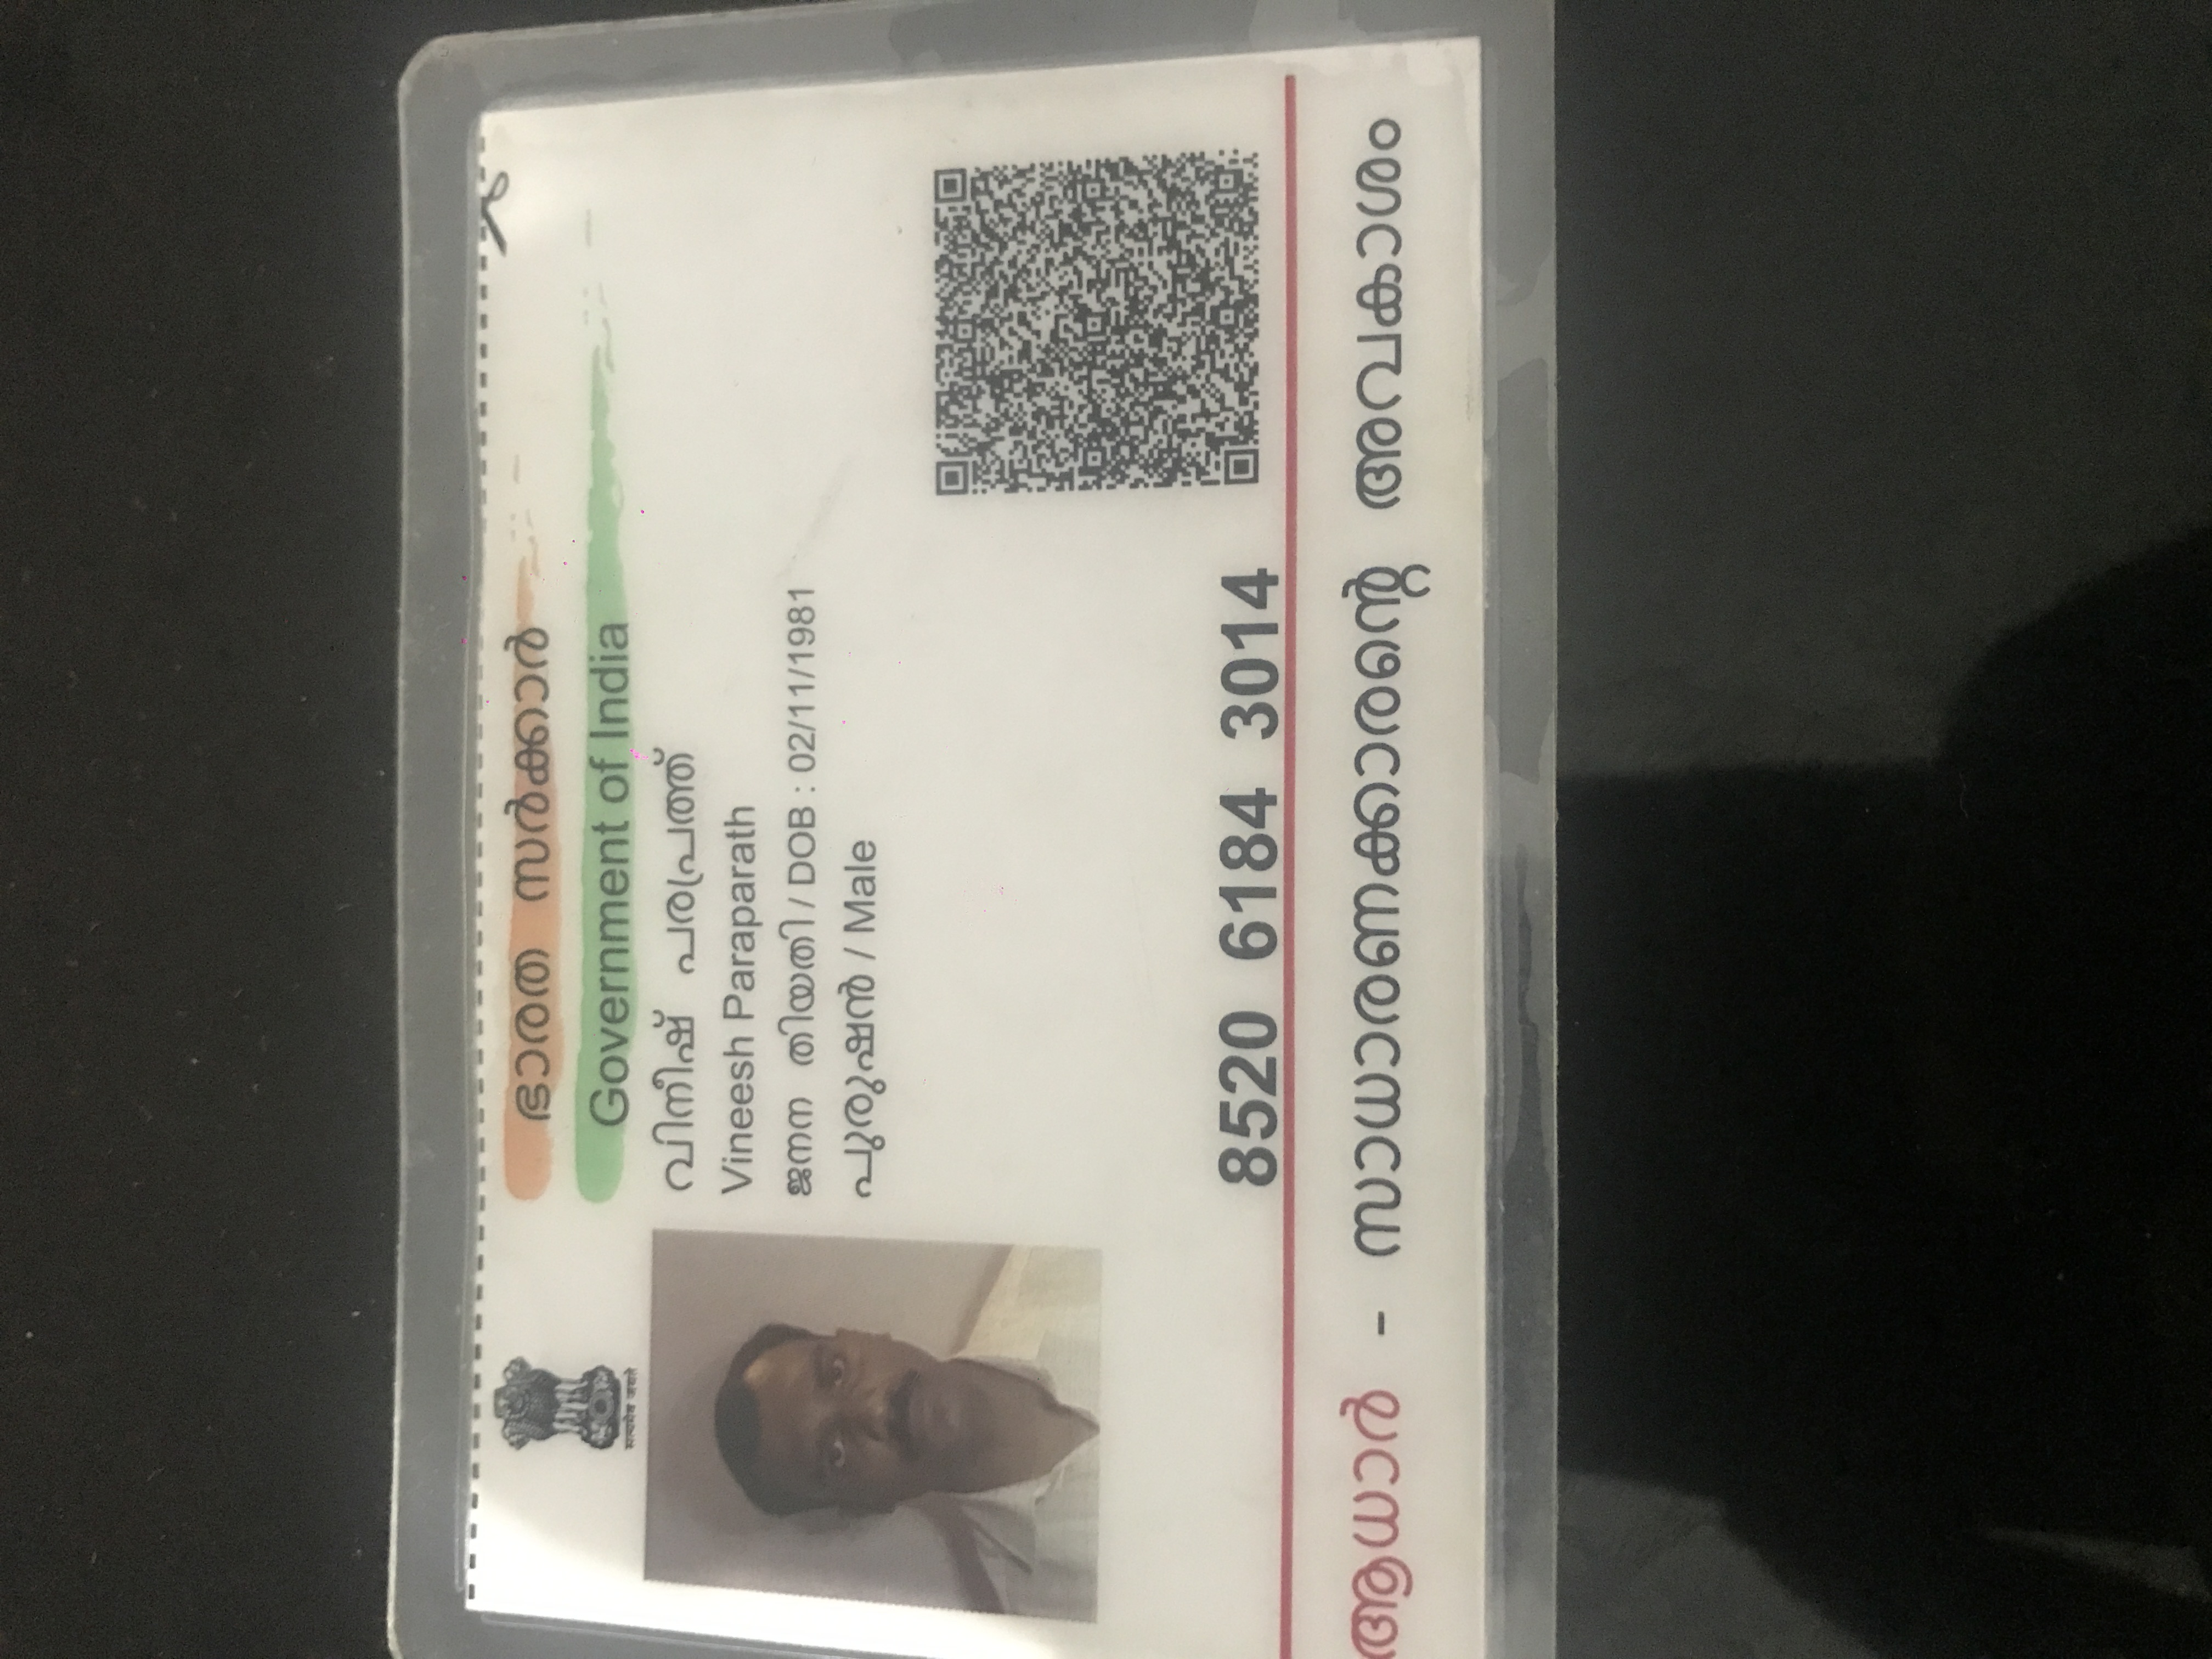 ഭാരത സർക്കാർ
Government of India
सत्यमेव जयते
വിനീഷ് പരപ്രത്ത്
Vineesh Paraparath
ജനന തിയതി / DOB : 02/11/1981
പുരുഷൻ / Male
8520 6184 3014
ആധാർ - സാധാരണക്കാരന്റെ അവകാശം